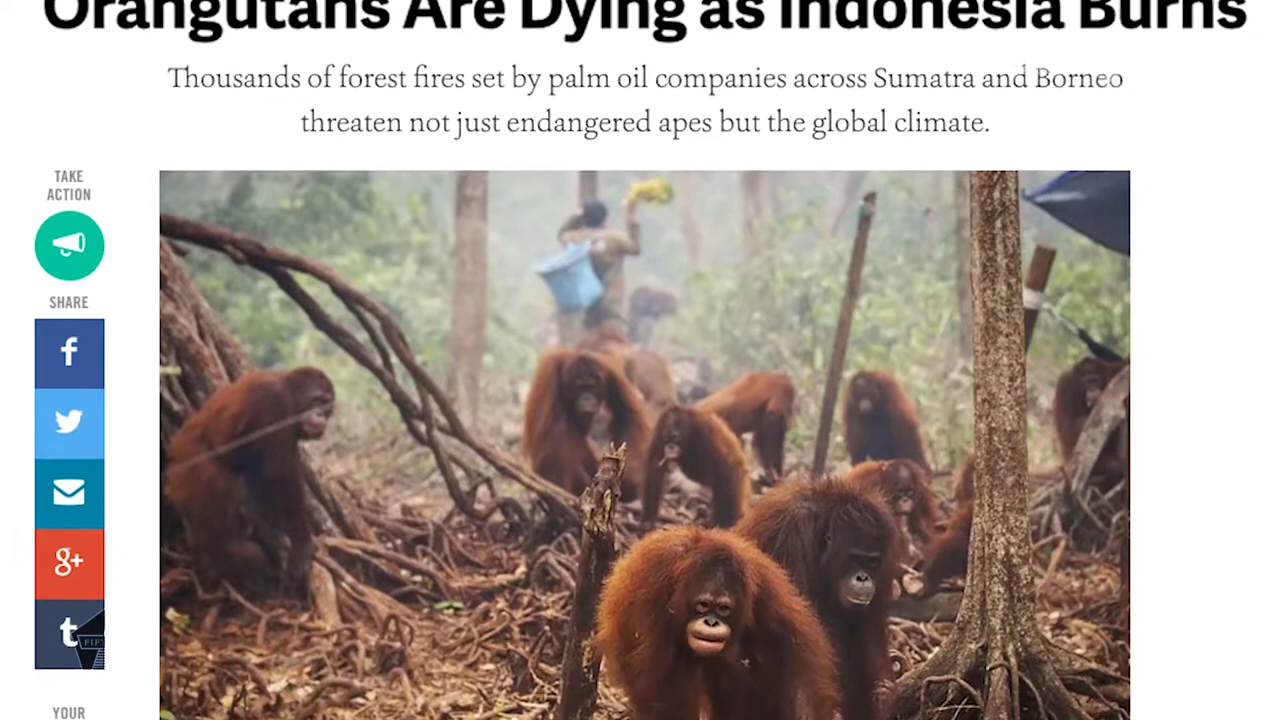 Orangutans Are Dying as Indonesia Burns
Thousands of forest fires set by palm oil companies across Sumatra and Borneo
threaten not just endangered apes but the global climate.
TAKE
ACTION
SHARE
f
g+
t
FIF
YOUR